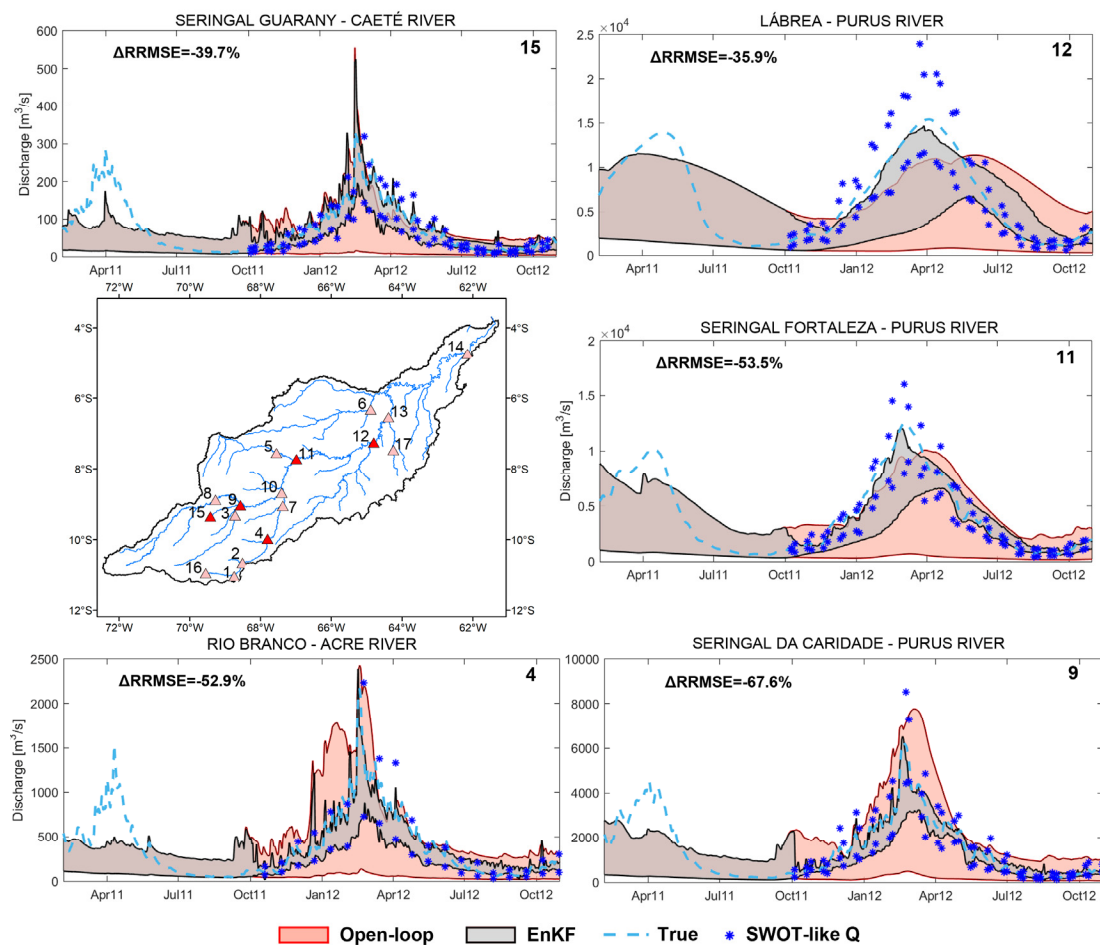 SERINGAL GUARANY - CAETÉ RIVER
ΔRRMSE=-39.7%
15
Discharge [m³/s]
600
500
400
300
200
100
0
Apr11 Jul11 Oct11 Jan12 Apr12 Jul12 Oct12
LÁBREA - PURUS RIVER
×10⁴
ΔRRMSE=-35.9%
12
Discharge [m³/s]
2.5
2
1.5
1
0.5
0
Apr11 Jul11 Oct11 Jan12 Apr12 Jul12 Oct12
72°W 70°W 68°W 66°W 64°W 62°W
4°S
6°S
8°S
10°S
12°S
14
6
13
12
17
5
11
10
8
9
7
15
3
4
2
16
1
72°W 70°W 68°W 66°W 64°W 62°W
SERINGAL FORTALEZA - PURUS RIVER
×10⁴
ΔRRMSE=-53.5%
11
Discharge [m³/s]
2
1.5
1
0.5
0
Apr11 Jul11 Oct11 Jan12 Apr12 Jul12 Oct12
RIO BRANCO - ACRE RIVER
ΔRRMSE=-52.9%
4
Discharge [m³/s]
2500
2000
1500
1000
500
0
Apr11 Jul11 Oct11 Jan12 Apr12 Jul12 Oct12
SERINGAL DA CARIDADE - PURUS RIVER
ΔRRMSE=-67.6%
9
Discharge [m³/s]
10000
8000
6000
4000
2000
0
Apr11 Jul11 Oct11 Jan12 Apr12 Jul12 Oct12
Open-loop EnKF True SWOT-like Q